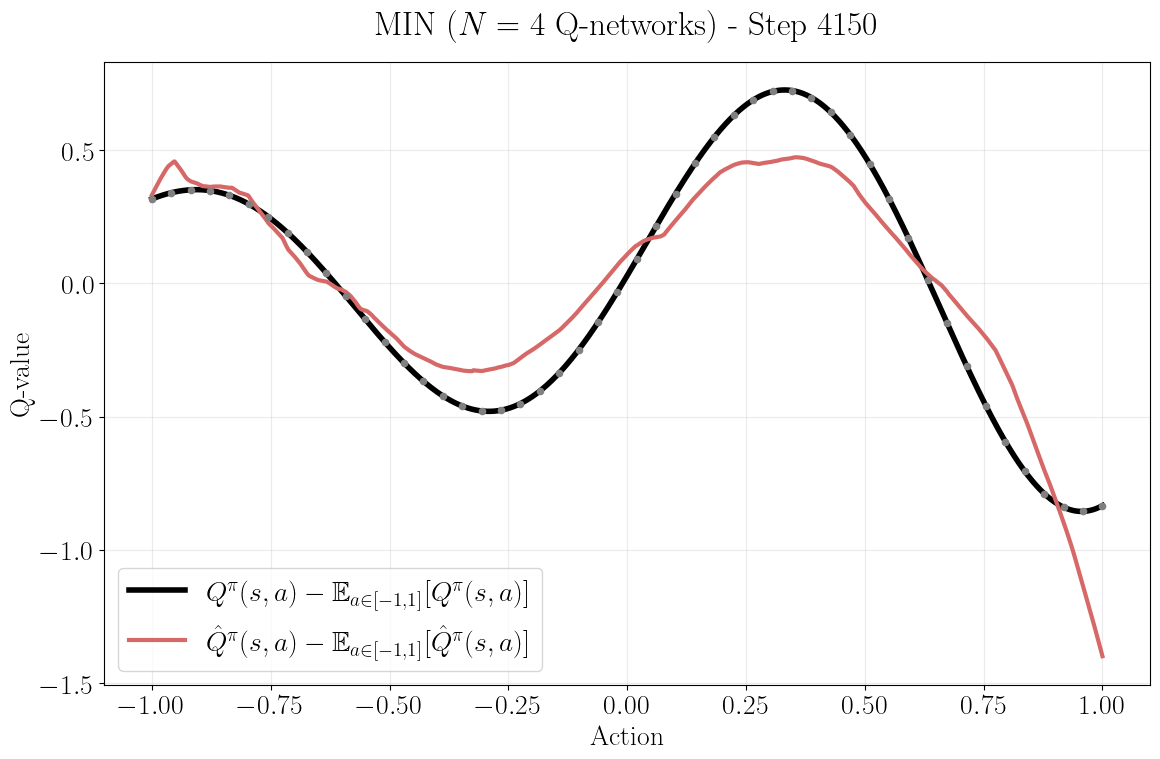 MIN (N = 4 Q-networks) - Step 4150
Q-value
0.5
0.0
−0.5
−1.0
−1.5
Q^π(s, a) − 𝔼_{a∈[−1,1]}[Q^π(s, a)]
Q̂^π(s, a) − 𝔼_{a∈[−1,1]}[Q̂^π(s, a)]
−1.00 −0.75 −0.50 −0.25 0.00 0.25 0.50 0.75 1.00
Action